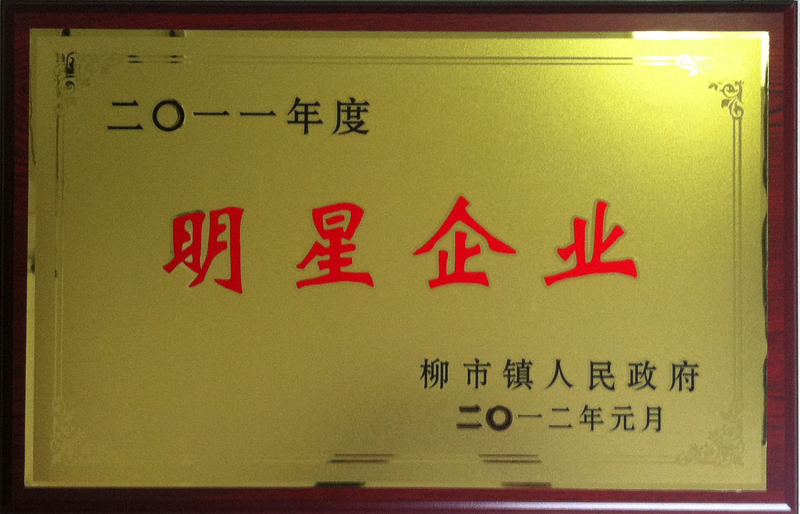 二〇一一年度
明星企业
柳市镇人民政府
二〇一二年元月